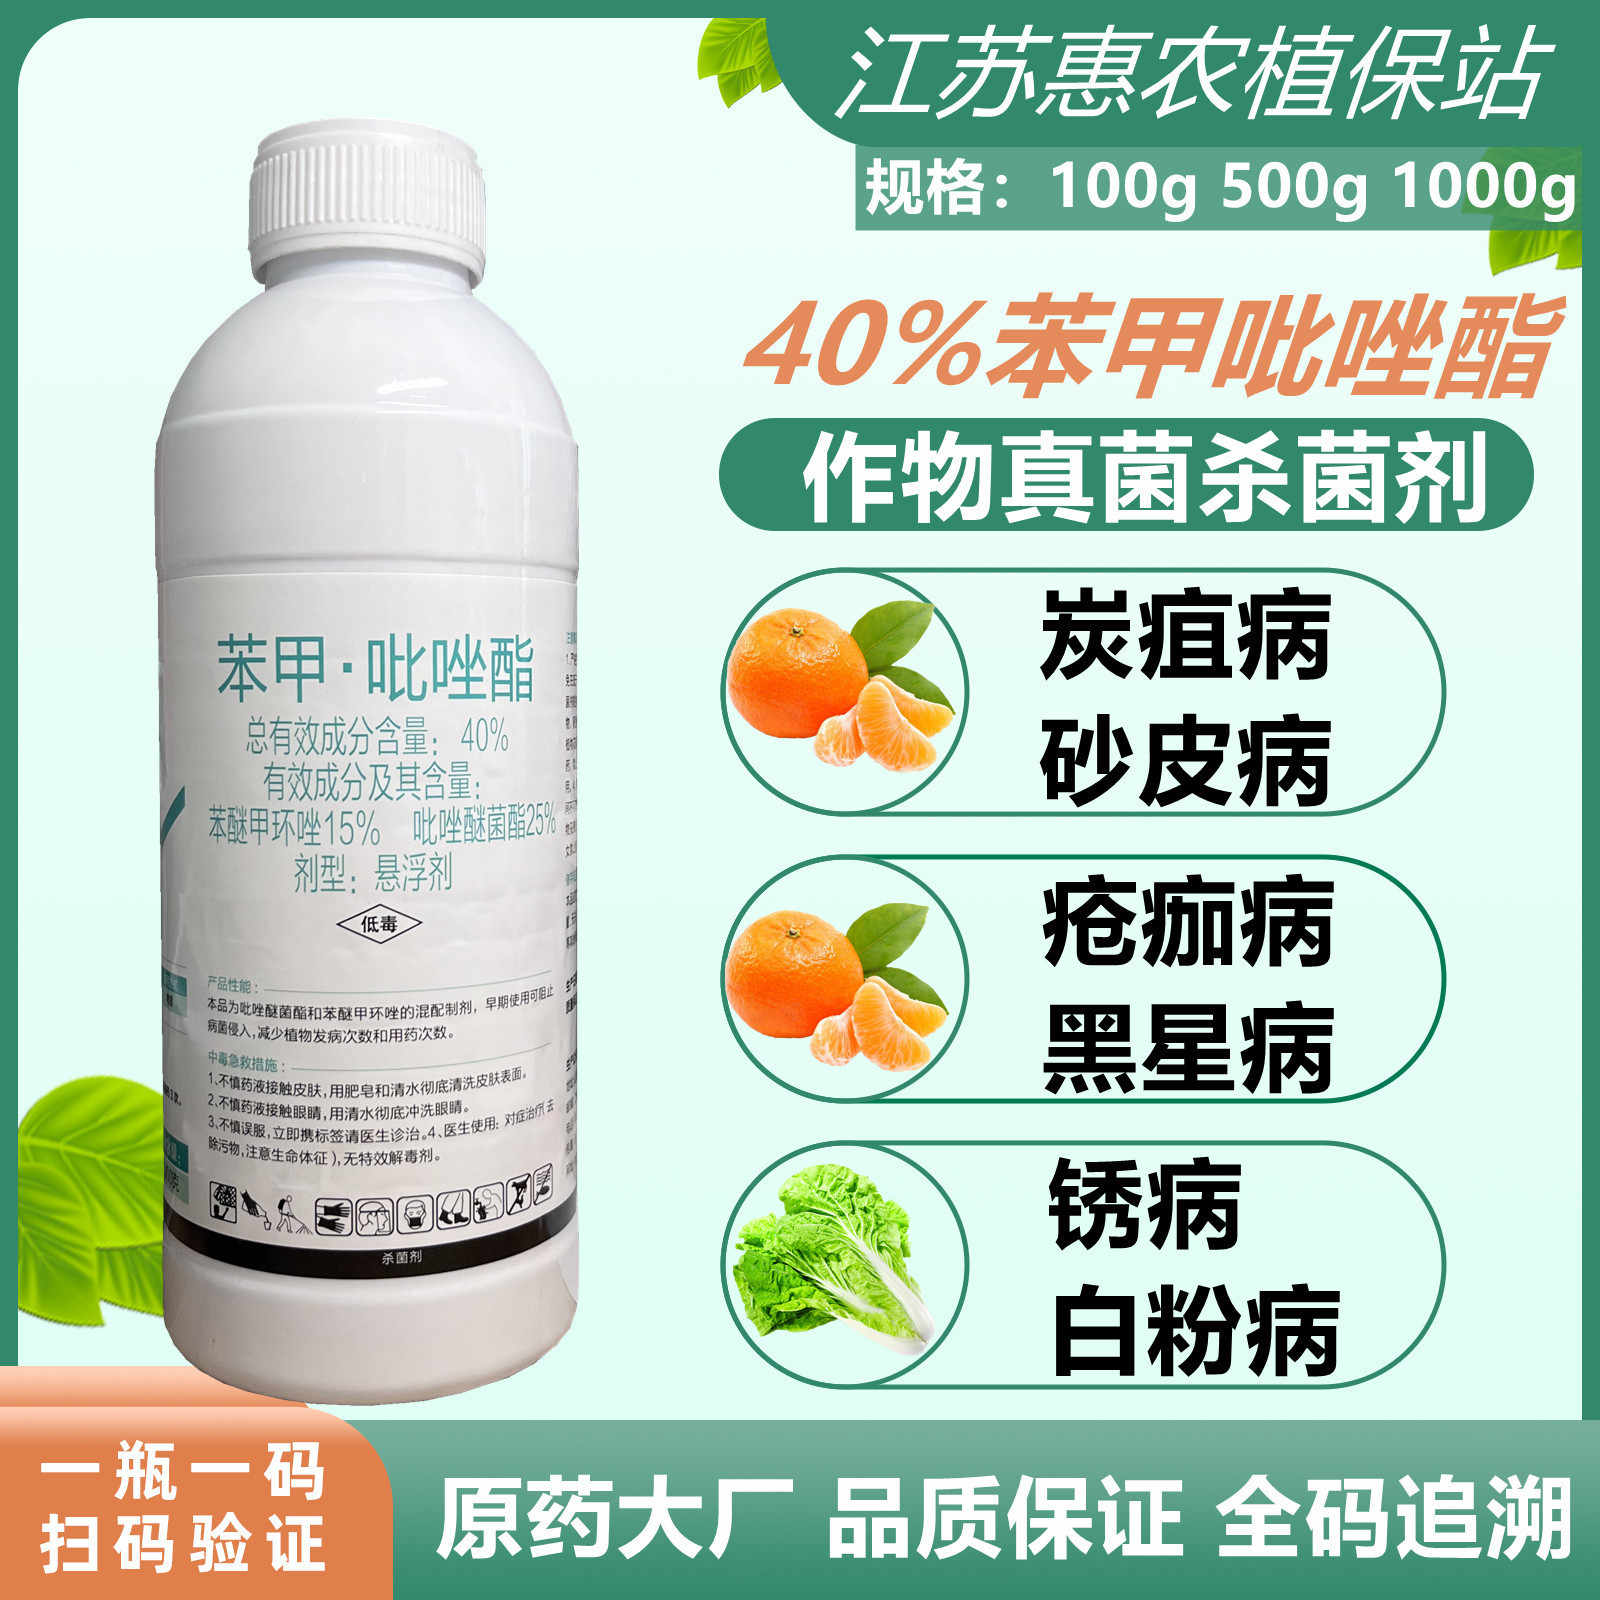 江苏惠农植保站
规格：100g 500g 1000g
40%苯甲吡唑酯
作物真菌杀菌剂
炭疽病
砂皮病
疮痂病
黑星病
锈病
白粉病
苯甲·吡唑酯
总有效成分含量：40%
有效成分及其含量：
苯醚甲环唑15% 吡唑醚菌酯25%
剂型：悬浮剂
低毒
产品性能：
本品为吡唑醚菌酯和苯醚甲环唑的混配制剂，早期使用可阻止
病菌侵入,减少植物发病次数和用药次数。
中毒急救措施：
1、不慎药液接触皮肤，用肥皂和清水彻底清洗皮肤表面。
2、不慎药液接触眼睛，用清水彻底冲洗眼睛。
3、不慎误服，立即携标签请医生诊治。4、医生使用：对症治疗(去
除污物，注意生命体征），无特效解毒剂。
杀菌剂
一瓶一码
扫码验证
原药大厂 品质保证 全码追溯